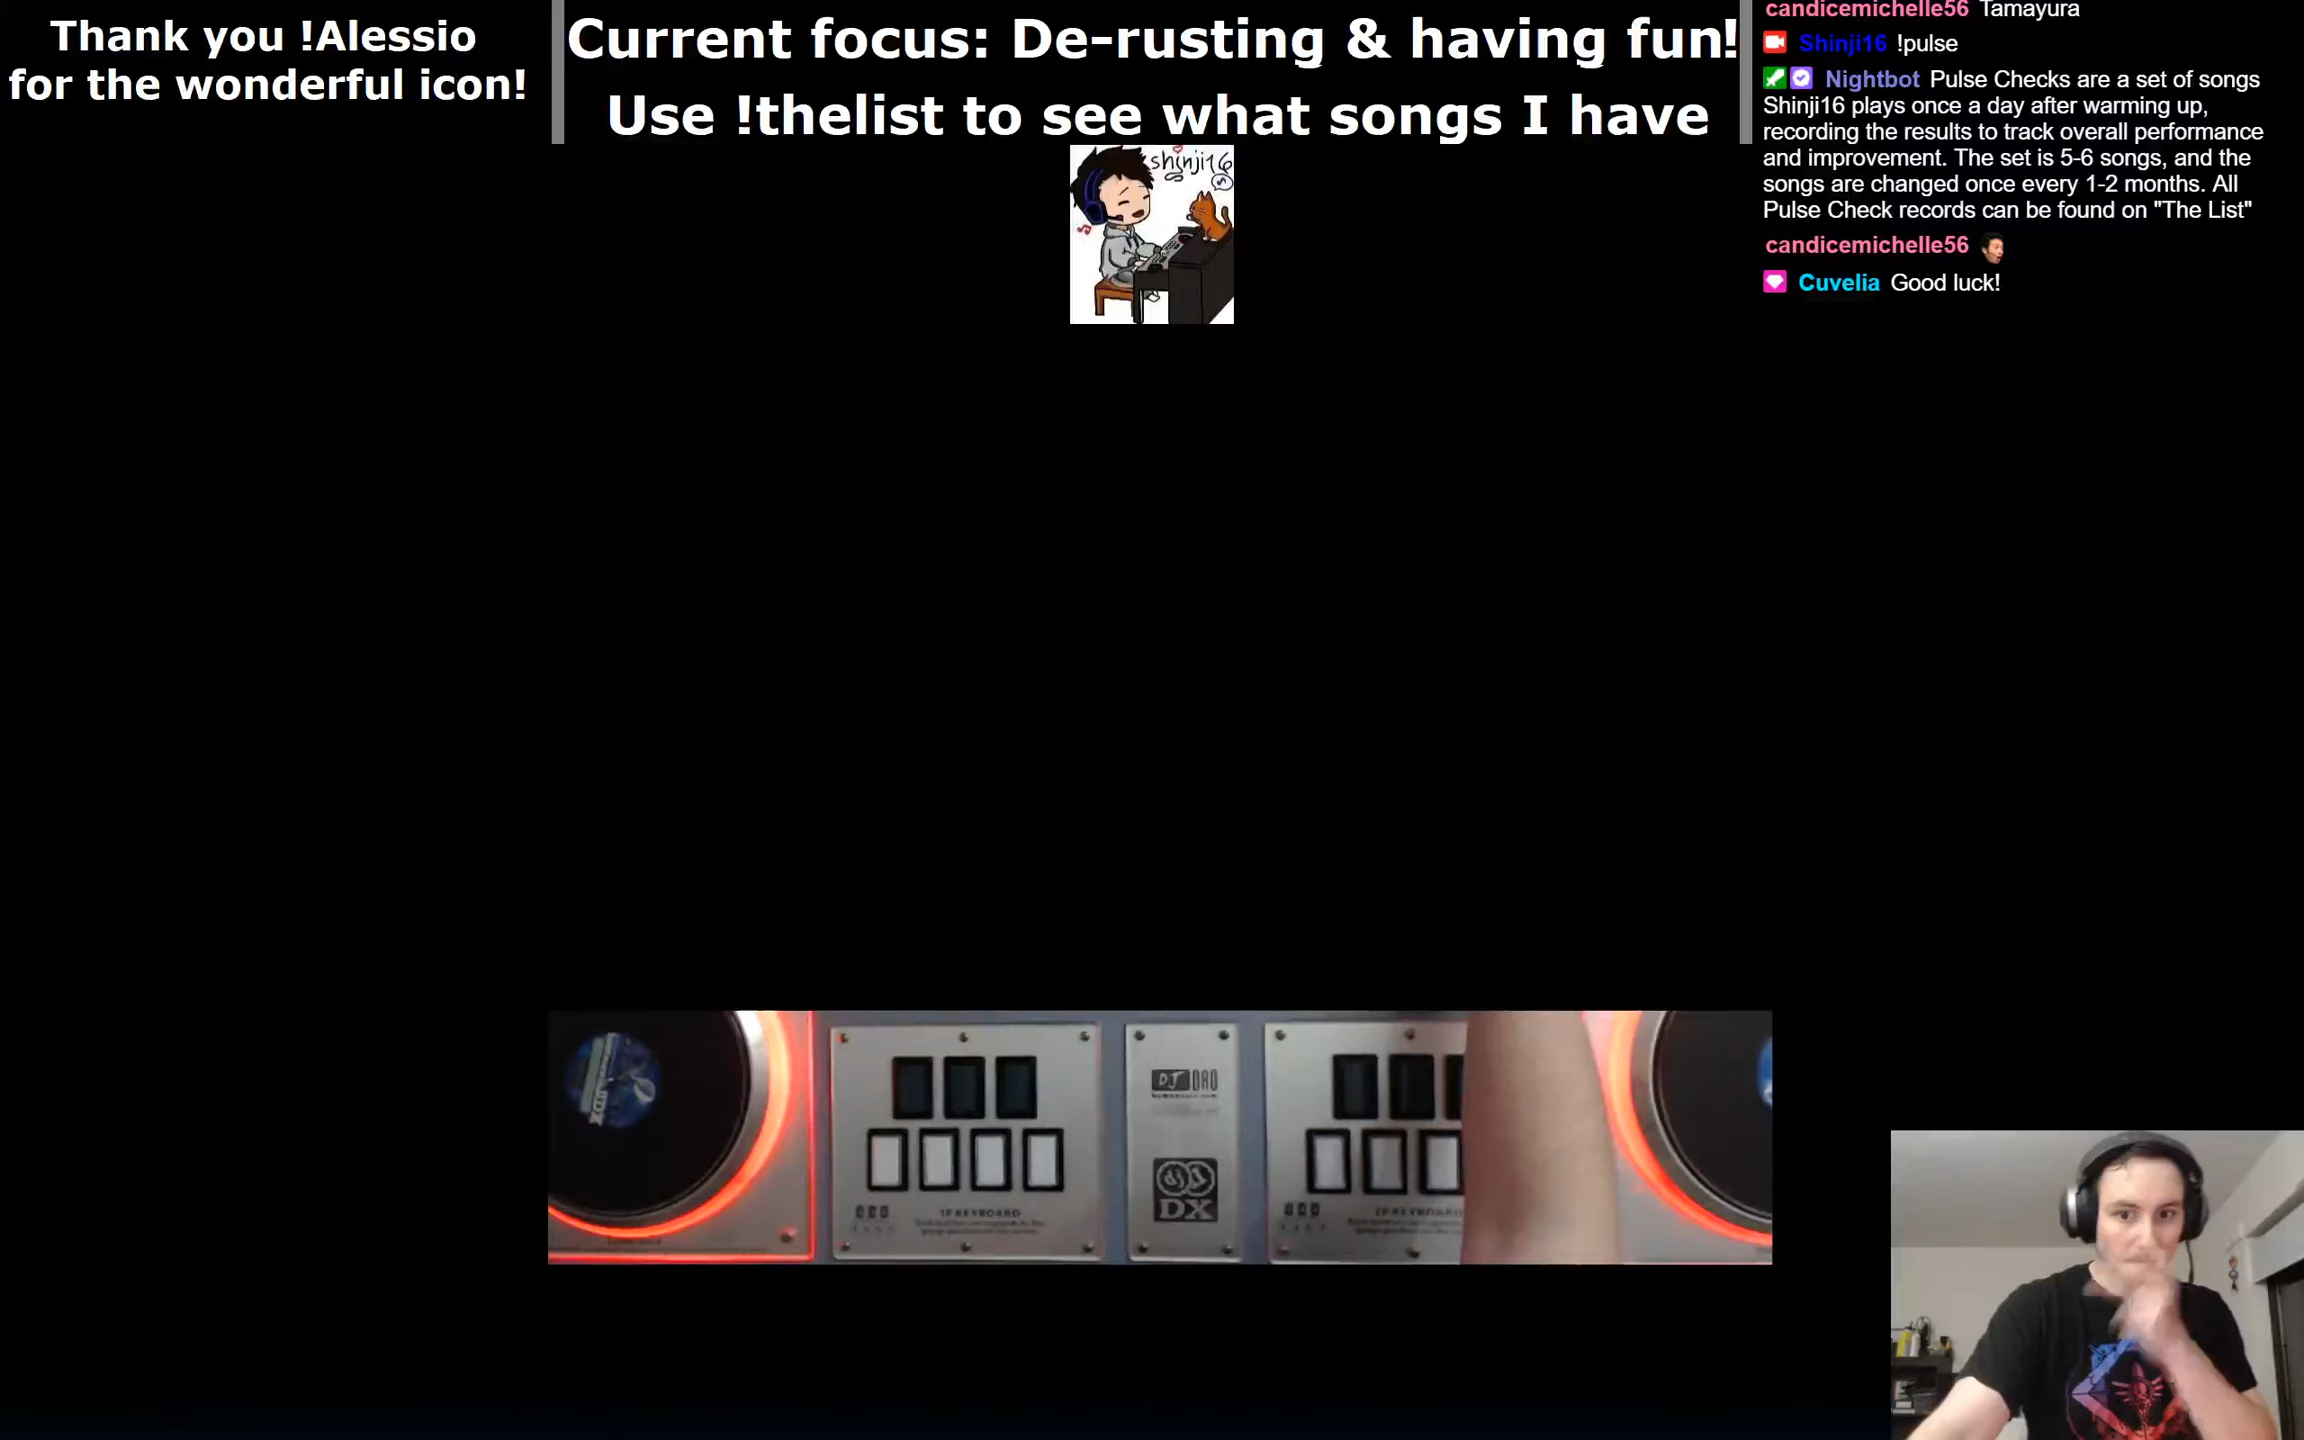 Thank you !Alessio
for the wonderful icon!
Current focus: De-rusting & having fun!
Use !thelist to see what songs I have
shinji16
candicemichelle56 Tamayura
Shinji16 !pulse
Nightbot Pulse Checks are a set of songs
Shinji16 plays once a day after warming up,
recording the results to track overall performance
and improvement. The set is 5-6 songs, and the
songs are changed once every 1-2 months. All
Pulse Check records can be found on "The List"
candicemichelle56
Cuvelia Good luck!
DJ DAO
DX
1P KEYBOARD
2P KEYBOARD